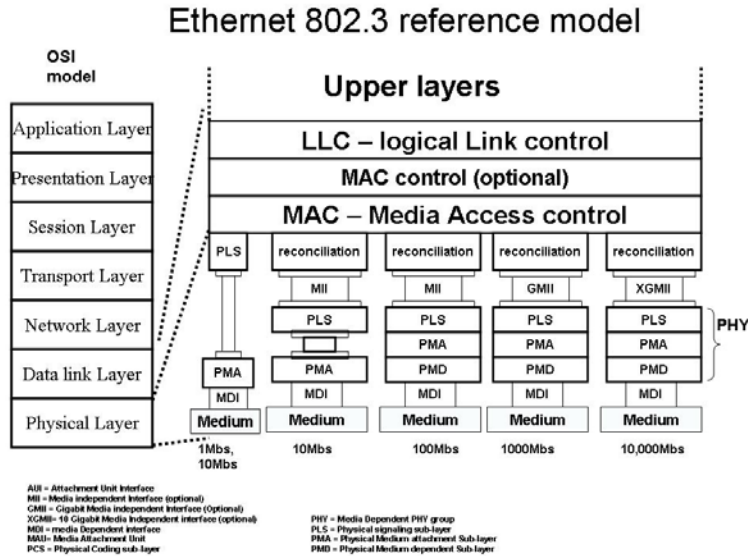 Ethernet 802.3 reference model
OSI
model
Application Layer
Presentation Layer
Session Layer
Transport Layer
Network Layer
Data link Layer
Physical Layer
Upper layers
LLC – logical Link control
MAC control (optional)
MAC – Media Access control
PLS reconciliation reconciliation reconciliation reconciliation
MII MII GMII XGMII
PLS PLS PLS PLS
PMA PMA PMA
PMA PMA PMD PMD PMD
PHY
MDI MDI MDI MDI MDI
Medium Medium Medium Medium Medium
1Mbs,
10Mbs
10Mbs 100Mbs 1000Mbs 10,000Mbs
AUI = Attachment Unit Interface
MII = Media independent Interface (optional)
GMII = Gigabit Media independent Interface (Optional)
XGMII= 10 Gigabit Media Independent interface (optional)
MDI = media Dependent interface
MAU= Media Attachment Unit
PCS = Physical Coding sub-layer
PHY = Media Dependent PHY group
PLS = Physical signaling sub-layer
PMA = Physical Medium attachment Sub-layer
PMD = Physical Medium dependent Sub-layer